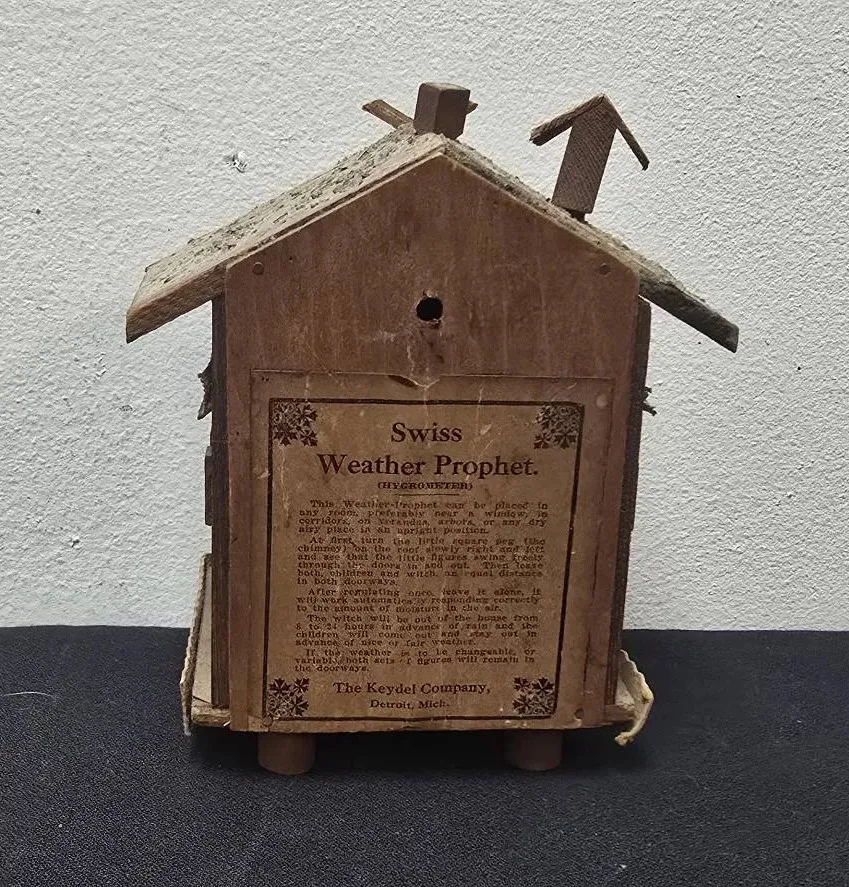 Swiss
Weather Prophet.
(HYGROMETER)
This Weather-Prophet can be placed in
any room, preferably near a window, in
corridors, on verandas, arbors, or any dry
airy place in an upright position.
At first turn the little square peg (the
chimney) on the roof slowly right and left
and see that the little figures swing freely
through the doors in and out. Then leave
both, children and witch, an equal distance
in both doorways.
After regulating once leave it alone, it
will work automatically responding correctly
to the amount of moisture in the air.
The witch will be out of the house from
8 to 24 hours in advance of rain and the
children will come out and stay out in
advance of nice or fair weather.
If the weather is to be changeable, or
variable, both sets of figures will remain in
the doorways.
The Keydel Company,
Detroit, Mich.